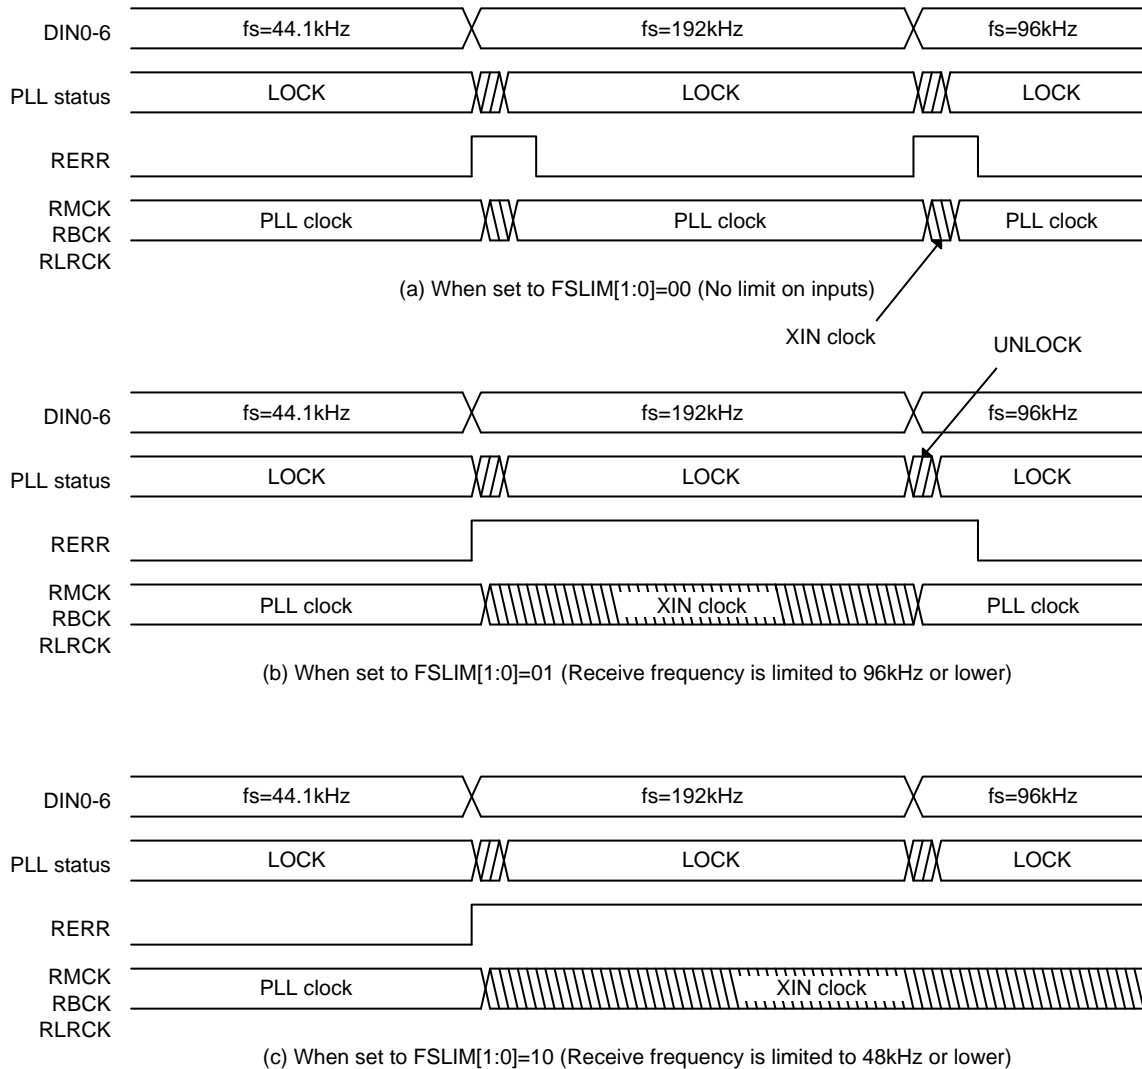 DIN0-6 fs=44.1kHz fs=192kHz fs=96kHz
PLL status LOCK LOCK LOCK
RERR
RMCK
RBCK
RLRCK
PLL clock PLL clock PLL clock
(a) When set to FSLIM[1:0]=00 (No limit on inputs)
XIN clock
UNLOCK
DIN0-6 fs=44.1kHz fs=192kHz fs=96kHz
PLL status LOCK LOCK LOCK
RERR
RMCK
RBCK
RLRCK
PLL clock XIN clock PLL clock
(b) When set to FSLIM[1:0]=01 (Receive frequency is limited to 96kHz or lower)
DIN0-6 fs=44.1kHz fs=192kHz fs=96kHz
PLL status LOCK LOCK LOCK
RERR
RMCK
RBCK
RLRCK
PLL clock XIN clock
(c) When set to FSLIM[1:0]=10 (Receive frequency is limited to 48kHz or lower)